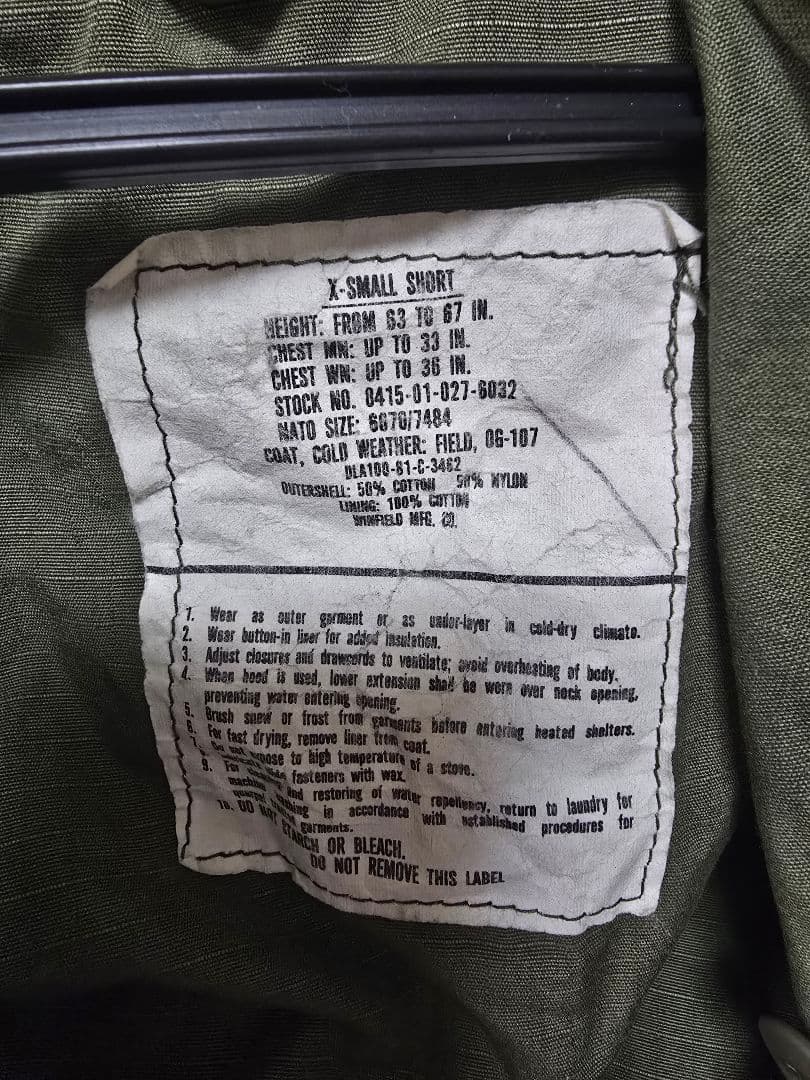 X-SMALL SHORT
HEIGHT: FROM 63 TO 67 IN.
CHEST MN: UP TO 33 IN.
CHEST WN: UP TO 36 IN.
STOCK NO. 8415-01-027-6032
NATO SIZE: 6070/7484
COAT, COLD WEATHER: FIELD, OG-107
DLA100-81-C-3462
OUTERSHELL: 50% COTTON 50% NYLON
LINING: 100% COTTON
WINFIELD MFG. CO.
1. Wear as outer garment or as under-layer in cold-dry climate.
2. Wear button-in liner for added insulation.
3. Adjust closures and drawcords to ventilate; avoid overheating of body.
4. When hood is used, lower extension shall be worn over neck opening,
preventing water entering opening.
5. Brush snow or frost from garments before entering heated shelters.
6. For fast drying, remove liner from coat.
7. Do not expose to high temperature of a stove.
fasteners with wax.
9. For and restoring of water repellency, return to laundry for
machine in accordance with established procedures for
garments.
10. DO NOT STARCH OR BLEACH.
DO NOT REMOVE THIS LABEL